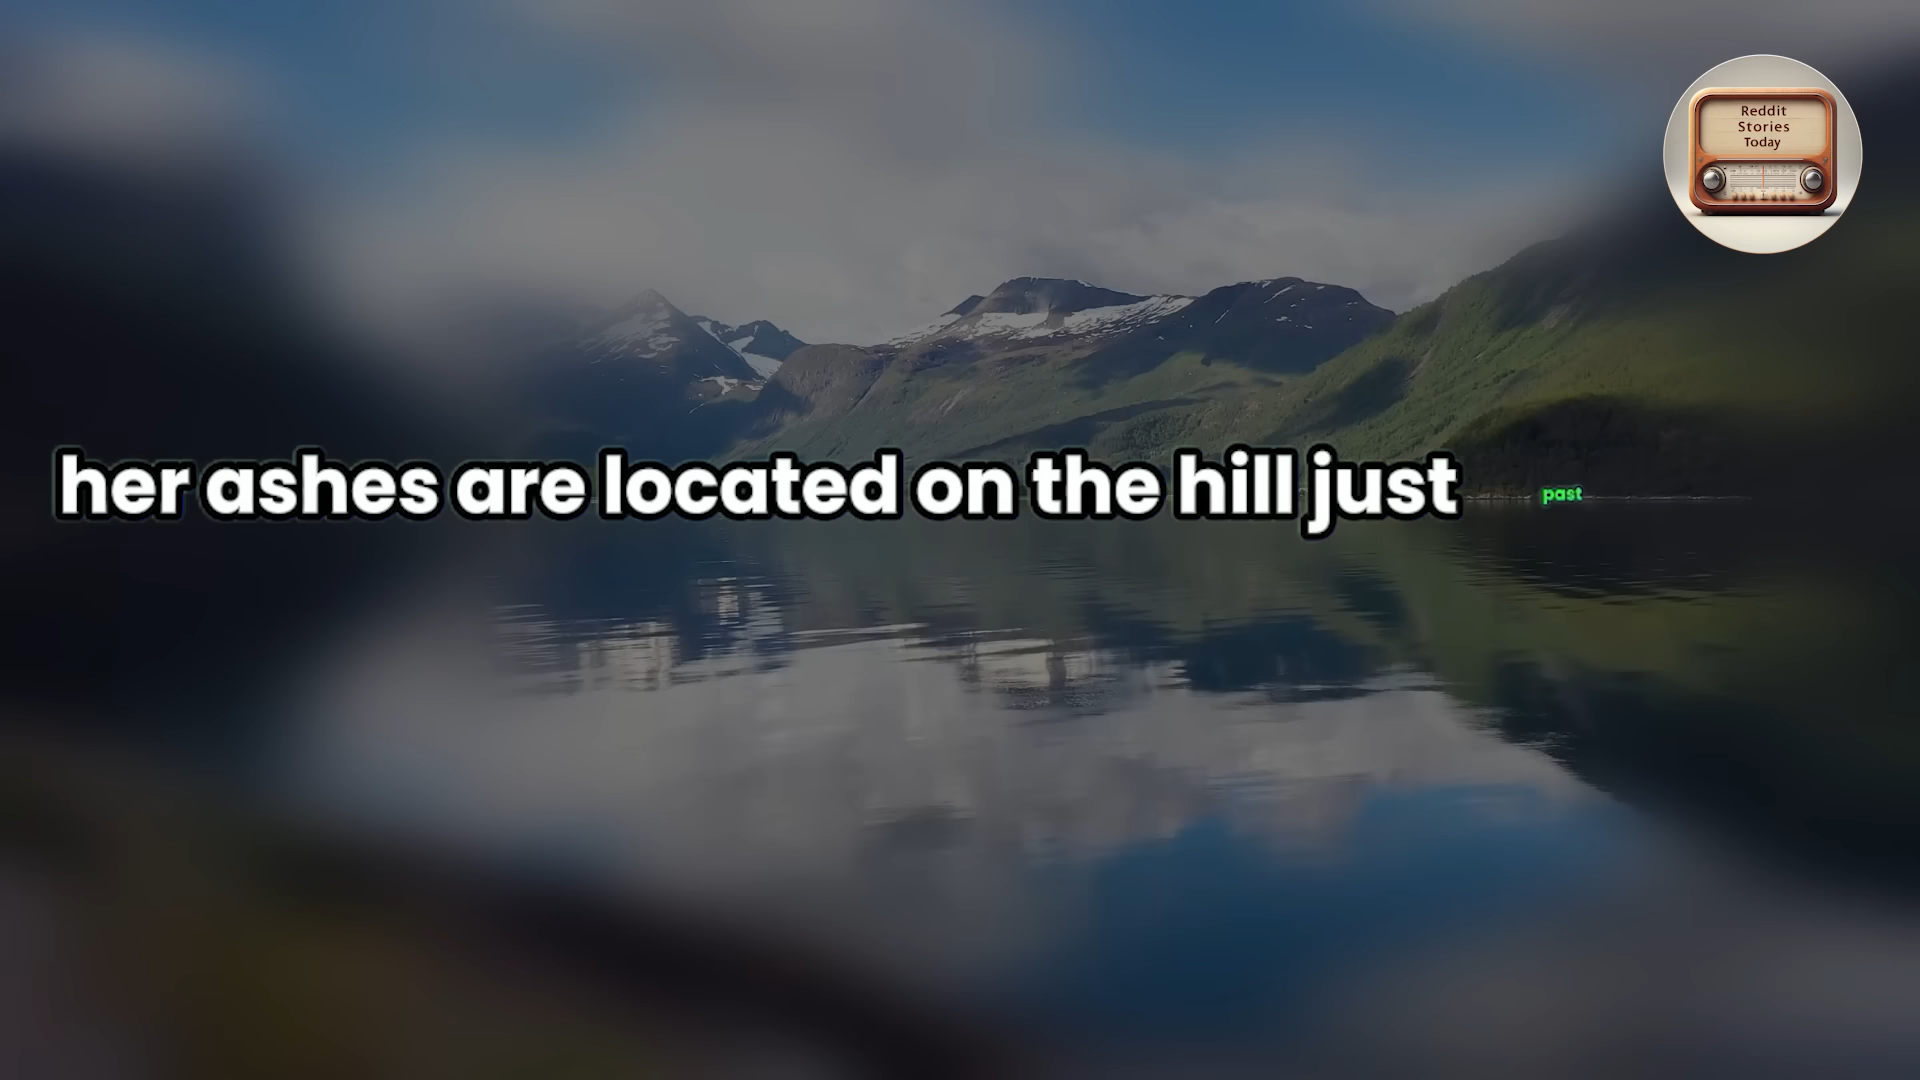 Reddit
Stories
Today
her ashes are located on the hill just past